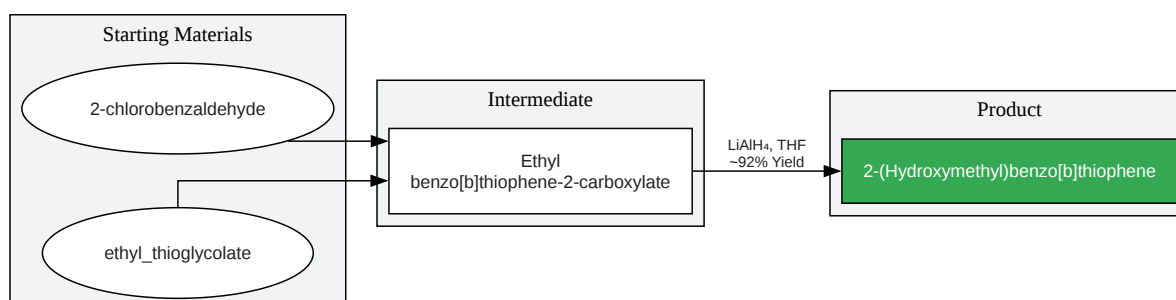 Starting Materials
2-chlorobenzaldehyde
ethyl_thioglycolate
Intermediate
Ethyl
benzo[b]thiophene-2-carboxylate
LiAlH₄, THF
~92% Yield
Product
2-(Hydroxymethyl)benzo[b]thiophene